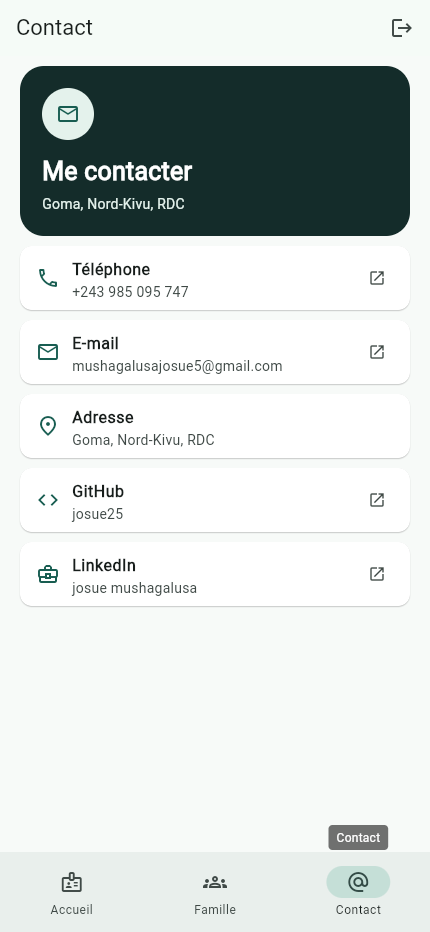 Contact
Me contacter
Goma, Nord-Kivu, RDC
Téléphone
+243 985 095 747
E-mail
mushagalusajosue5@gmail.com
Adresse
Goma, Nord-Kivu, RDC
GitHub
josue25
LinkedIn
josue mushagalusa
Contact
Accueil
Famille
Contact